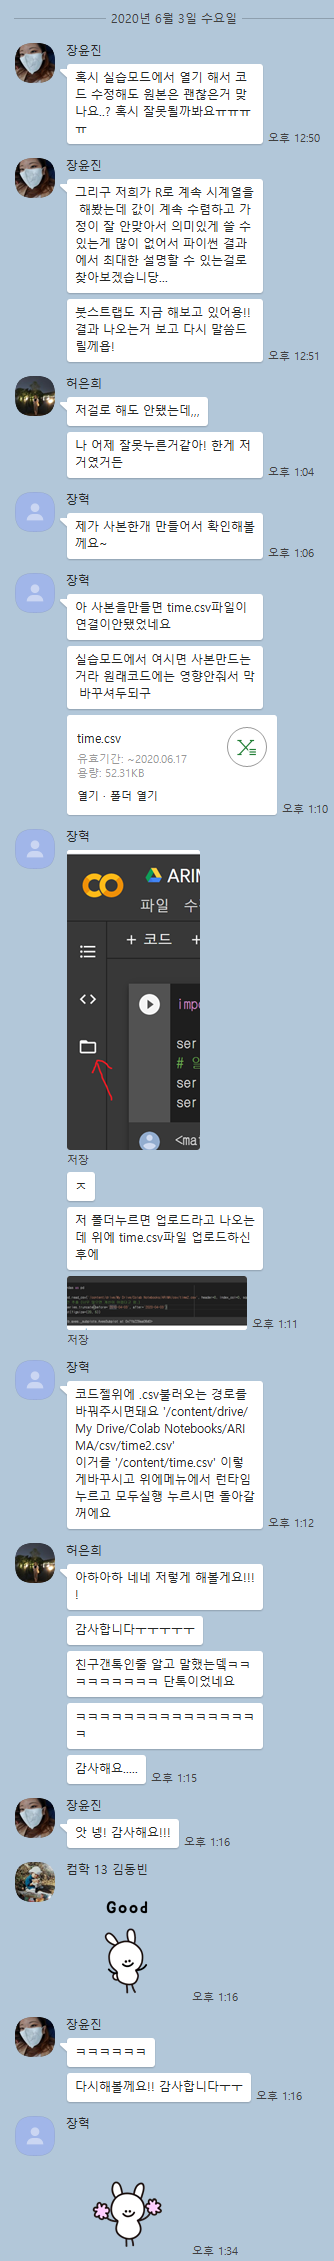 2020년 6월 3일 수요일
장윤진
혹시 실습모드에서 열기 해서 코
드 수정해도 원본은 괜찮은거 맞
나요..? 혹시 잘못될까봐요ㅠㅠㅠㅠ
ㅠ
오후 12:50
장윤진
그리구 저희가 R로 계속 시계열을
해봤는데 값이 계속 수렴하고 가
정이 잘 안맞아서 의미있게 쓸 수
있는게 많이 없어서 파이썬 결과
에서 최대한 설명할 수 있는걸로
찾아보겠습니당...
붓스트랩도 지금 해보고 있어용!!
결과 나오는거 보고 다시 말씀드
릴께욥!
오후 12:51
허은희
저걸로 해도 안됐는데,,,
나 어제 잘못누른거같아! 한게 저
거였거든
오후 1:04
장혁
제가 사본한개 만들어서 확인해볼
께요~
오후 1:06
장혁
아 사본을만들면 time.csv파일이
연결이안됐었네요
실습모드에서 여시면 사본만드는
거라 원래코드에는 영향안줘서 막
바꾸셔두되구
time.csv
유효기간: ~2020.06.17
용량: 52.31KB
열기 · 폴더 열기
오후 1:10
장혁
ARIM
파일 수
+ 코드 +
impo
ser
# 일
ser
ser
<mat
저장
ㅈ
저 폴더누르면 업로드라고 나오는
데 위에 time.csv파일 업로드하신
후에
저장
오후 1:11
장혁
코드젤위에 .csv불러오는 경로를
바꿔주시면돼요 '/content/drive/
My Drive/Colab Notebooks/ARI
MA/csv/time2.csv'
이거를 '/content/time.csv' 이렇
게바꾸시고 위에메뉴에서 런타임
누르고 모두실행 누르시면 돌아갈
꺼에요
오후 1:12
허은희
아하아하 네네 저렇게 해볼게요!!!
!
감사합니다ㅜㅜㅜㅜㅜ
친구갠톡인줄 알고 말했는뎈ㅋㅋ
ㅋㅋㅋㅋㅋㅋㅋ 단톡이었네요
ㅋㅋㅋㅋㅋㅋㅋㅋㅋㅋㅋㅋㅋㅋㅋ
ㅋ
감사해요.....
오후 1:15
장윤진
앗 넹! 감사해요!!!
오후 1:16
컴학 13 김동빈
Good
오후 1:16
장윤진
ㅋㅋㅋㅋㅋㅋ
다시해볼께요!! 감사합니다ㅜㅜ
오후 1:16
장혁
오후 1:34